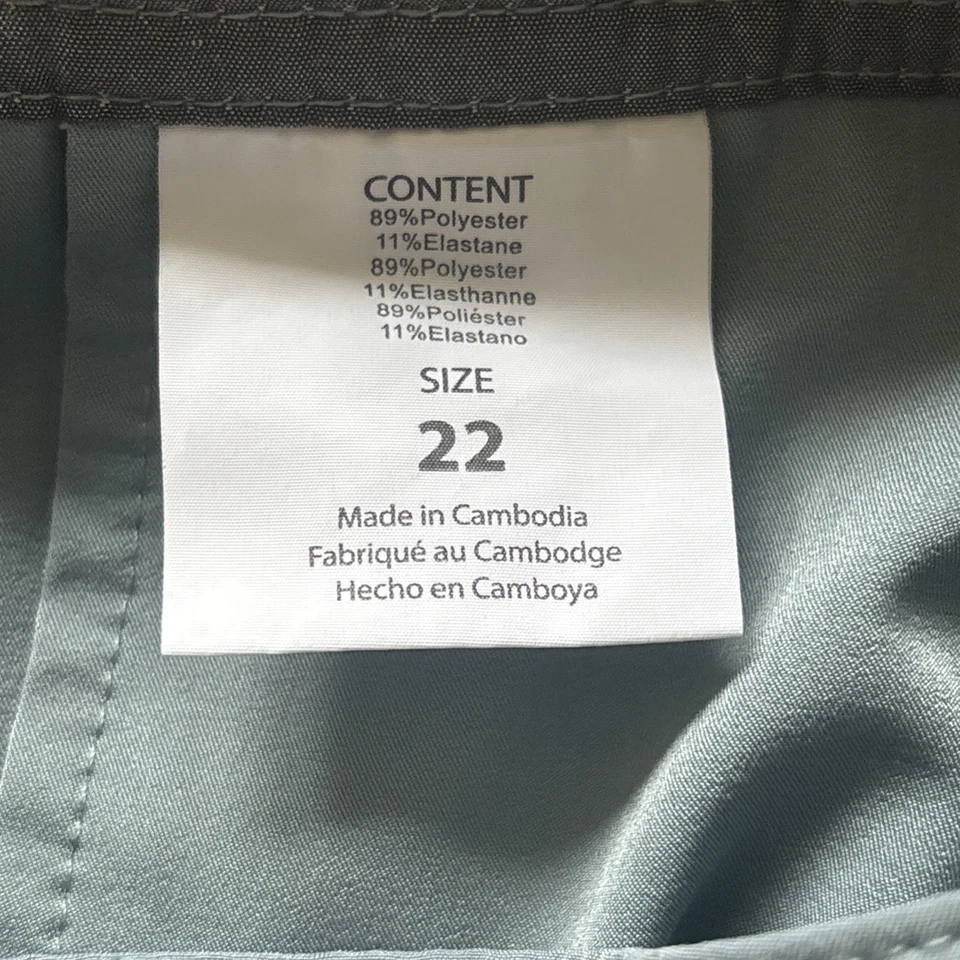 CONTENT
89%Polyester
11%Elastane
89%Polyester
11%Elasthanne
89%Poliéster
11%Elastano
SIZE
22
Made in Cambodia
Fabriqué au Cambodge
Hecho en Camboya